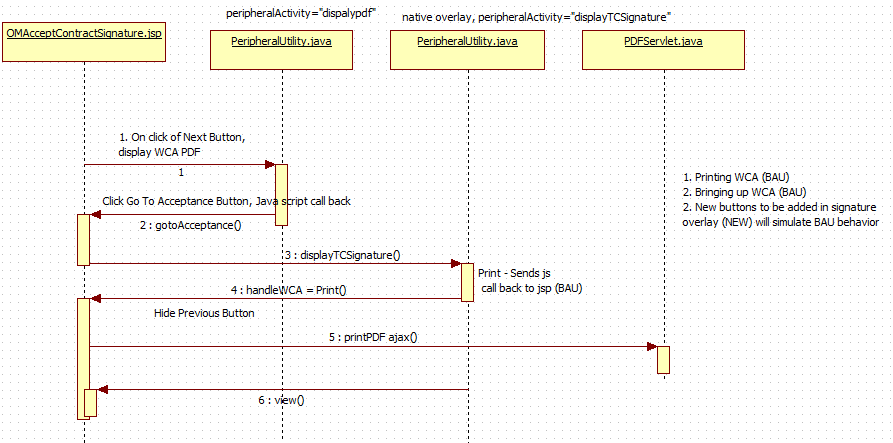 peripheralActivity="dispalypdf"
native overlay, peripheralActivity="displayTCSignature"
OMAcceptContractSignature.jsp
PeripheralUtility.java
PeripheralUtility.java
PDFServlet.java
1. On click of Next Button,
display WCA PDF
1
1. Printing WCA (BAU)
2. Bringing up WCA (BAU)
2. New buttons to be added in signature
overlay (NEW) will simulate BAU behavior
Click Go To Acceptance Button, Java script call back
2 : gotoAcceptance()
3 : displayTCSignature()
Print - Sends js
call back to jsp (BAU)
4 : handleWCA = Print()
Hide Previous Button
5 : printPDF ajax()
6 : view()